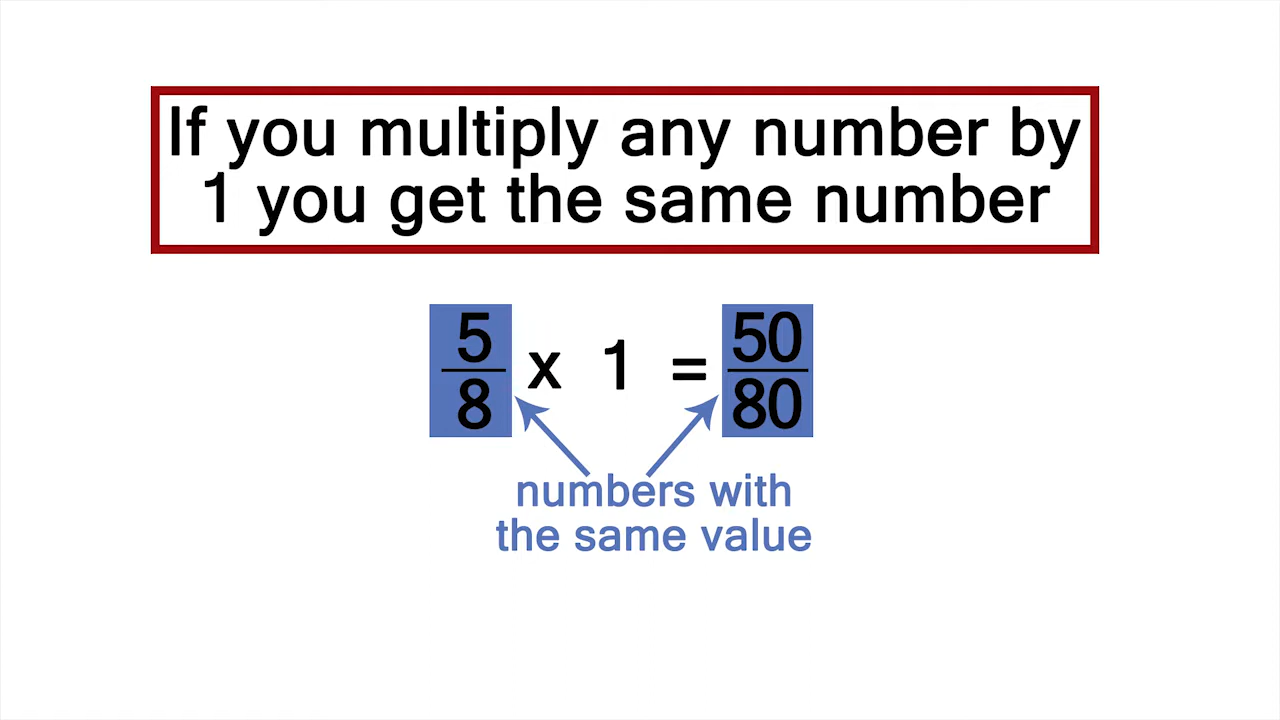 If you multiply any number by
1 you get the same number
5/8 x 1 = 50/80
numbers with
the same value